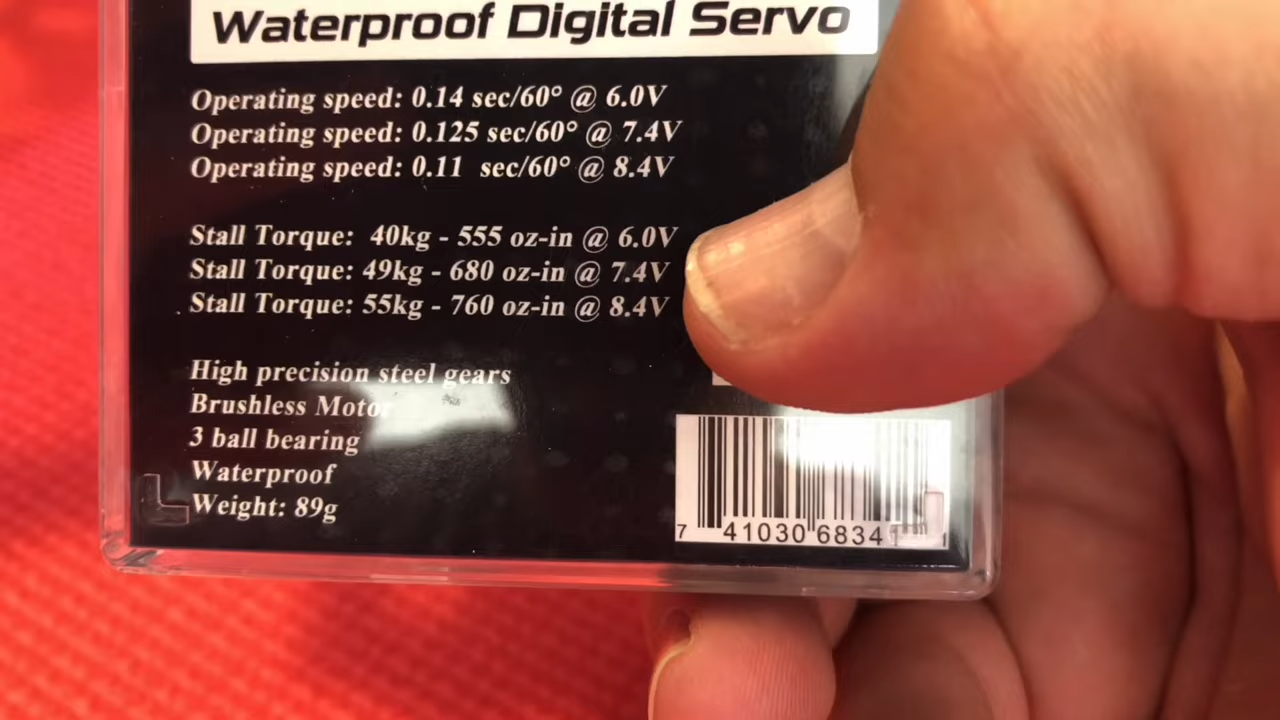 Waterproof Digital Servo
Operating speed: 0.14 sec/60° @ 6.0V
Operating speed: 0.125 sec/60° @ 7.4V
Operating speed: 0.11 sec/60° @ 8.4V
Stall Torque: 40kg - 555 oz-in @ 6.0V
Stall Torque: 49kg - 680 oz-in @ 7.4V
Stall Torque: 55kg - 760 oz-in @ 8.4V
High precision steel gears
Brushless Motor
3 ball bearing
Waterproof
Weight: 89g
7 41030 6834